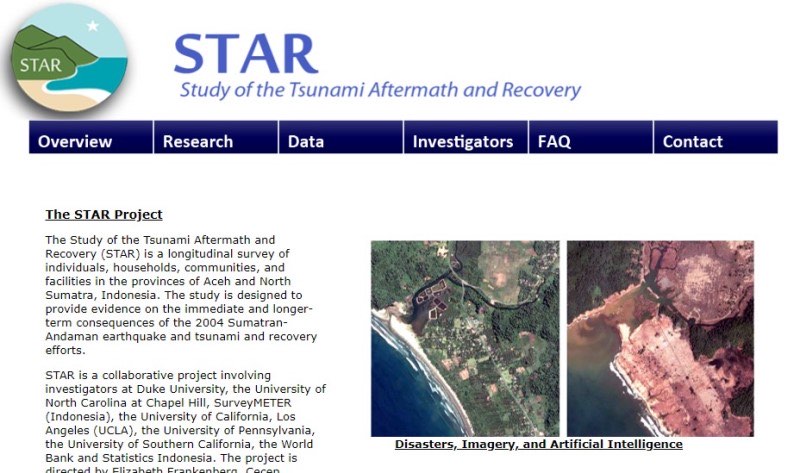 STAR
STAR
Study of the Tsunami Aftermath and Recovery
Overview
Research
Data
Investigators
FAQ
Contact
The STAR Project
The Study of the Tsunami Aftermath and
Recovery (STAR) is a longitudinal survey of
individuals, households, communities, and
facilities in the provinces of Aceh and North
Sumatra, Indonesia. The study is designed to
provide evidence on the immediate and longer-
term consequences of the 2004 Sumatran-
Andaman earthquake and tsunami and recovery
efforts.
STAR is a collaborative project involving
investigators at Duke University, the University of
North Carolina at Chapel Hill, SurveyMETER
(Indonesia), the University of California, Los
Angeles (UCLA), the University of Pennsylvania,
the University of Southern California, the World
Bank and Statistics Indonesia. The project is
directed by Elizabeth Frankenberg, Cecep
Disasters, Imagery, and Artificial Intelligence